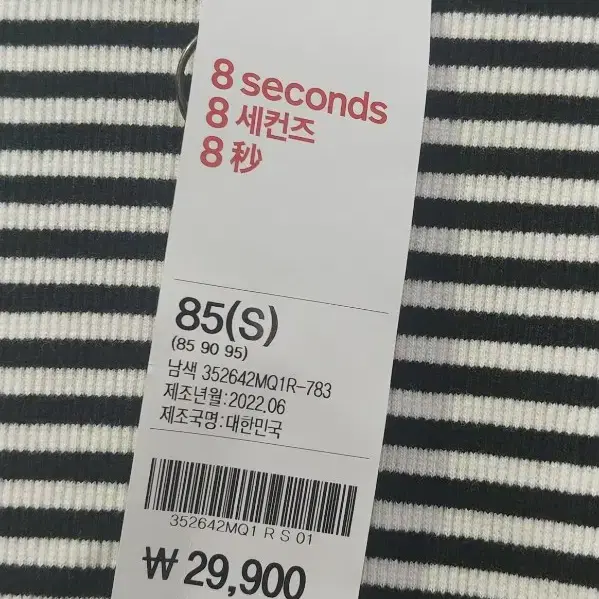 8 seconds
8 세컨즈
8 秒
85(S)
(85 90 95)
남색 352642MQ1R-783
제조년월:2022.06
제조국명:대한민국
352642MQ1 R S 01
₩ 29,900